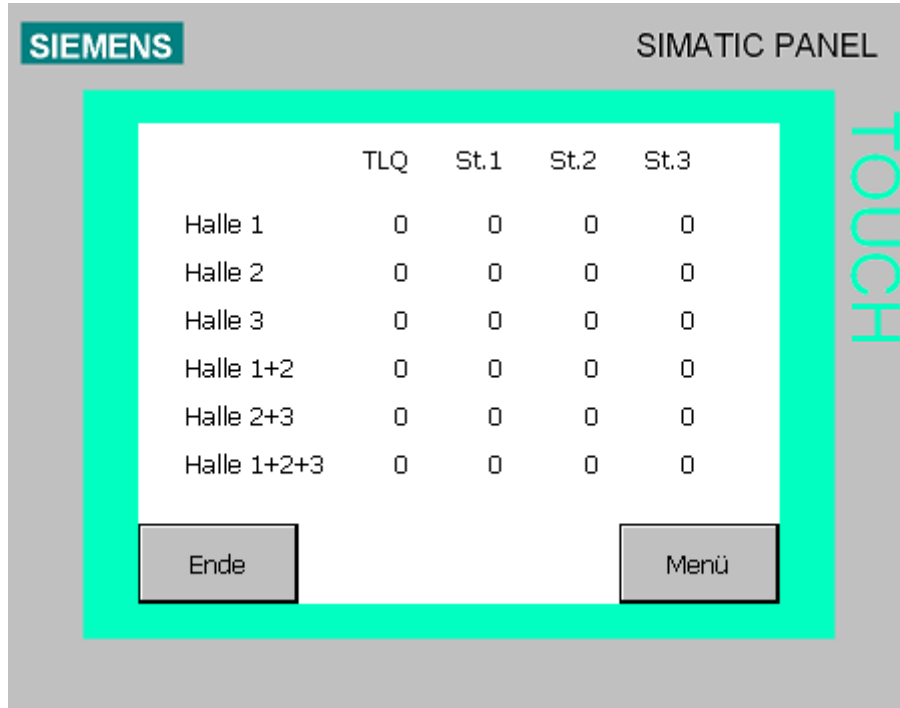 SIEMENS SIMATIC PANEL
TOUCH
TLQ St.1 St.2 St.3
Halle 1 0 0 0 0
Halle 2 0 0 0 0
Halle 3 0 0 0 0
Halle 1+2 0 0 0 0
Halle 2+3 0 0 0 0
Halle 1+2+3 0 0 0 0
Ende Menü